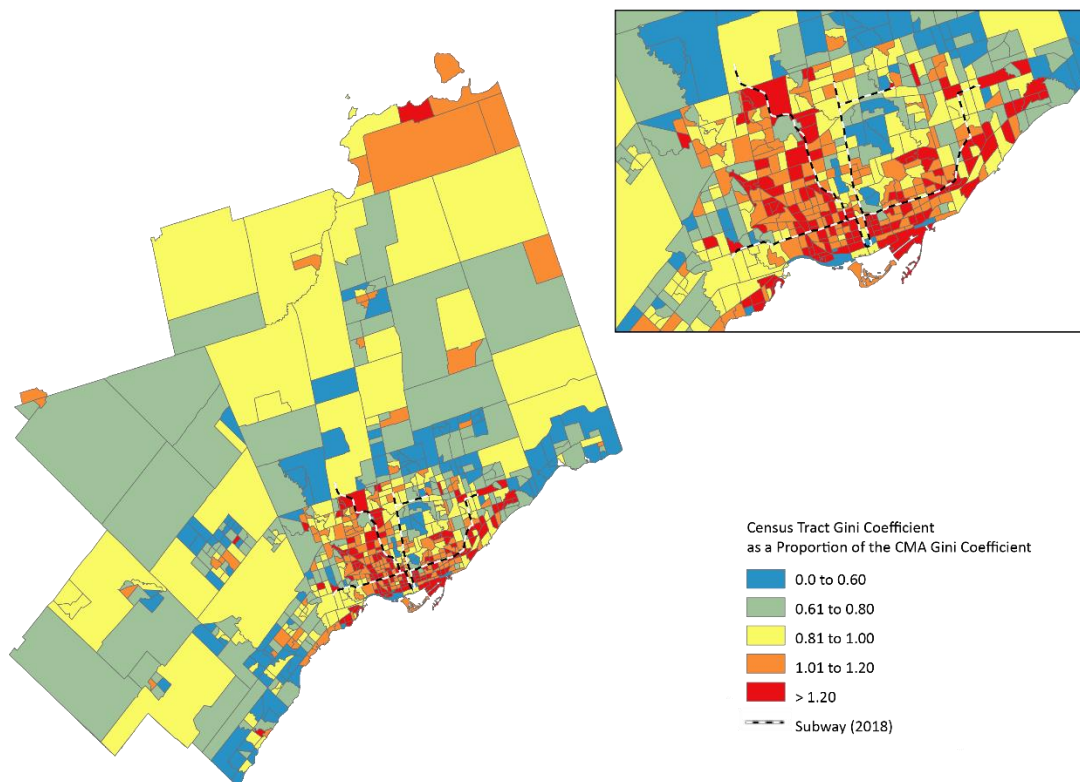 Census Tract Gini Coefficient
as a Proportion of the CMA Gini Coefficient
0.0 to 0.60
0.61 to 0.80
0.81 to 1.00
1.01 to 1.20
> 1.20
Subway (2018)